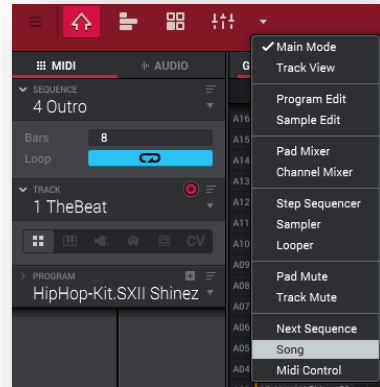 MIDI
AUDIO
SEQUENCE
4 Outro
Bars 8
Loop
TRACK
1 TheBeat
CV
PROGRAM
HipHop-Kit.SXII Shinez
G
A16
A15
A14
A13
A12
A11
A10
A09
A08
A07
A06
A05
A04
Main Mode
Track View
Program Edit
Sample Edit
Pad Mixer
Channel Mixer
Step Sequencer
Sampler
Looper
Pad Mute
Track Mute
Next Sequence
Song
Midi Control